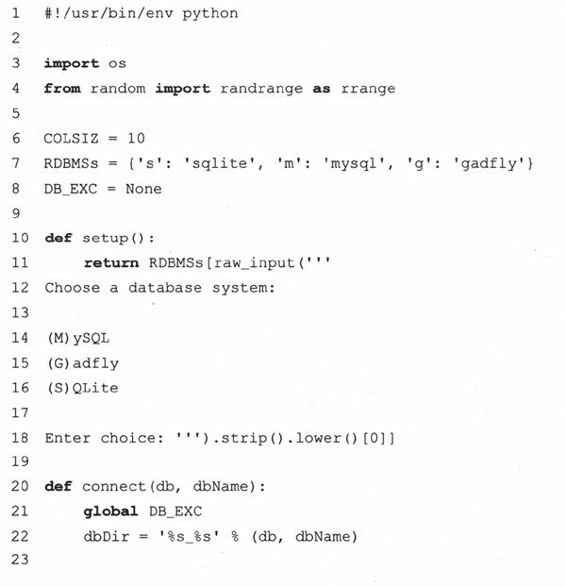 1 #!/usr/bin/env python
2
3 import os
4 from random import randrange as rrange
5
6 COLSIZ = 10
7 RDBMSs = {'s': 'sqlite', 'm': 'mysql', 'g': 'gadfly'}
8 DB_EXC = None
9
10 def setup():
11     return RDBMSs[raw_input('''
12 Choose a database system:
13
14 (M)ySQL
15 (G)adfly
16 (S)QLite
17
18 Enter choice: ''').strip().lower()[0]]
19
20 def connect(db, dbName):
21     global DB_EXC
22     dbDir = '%s_%s' % (db, dbName)
23